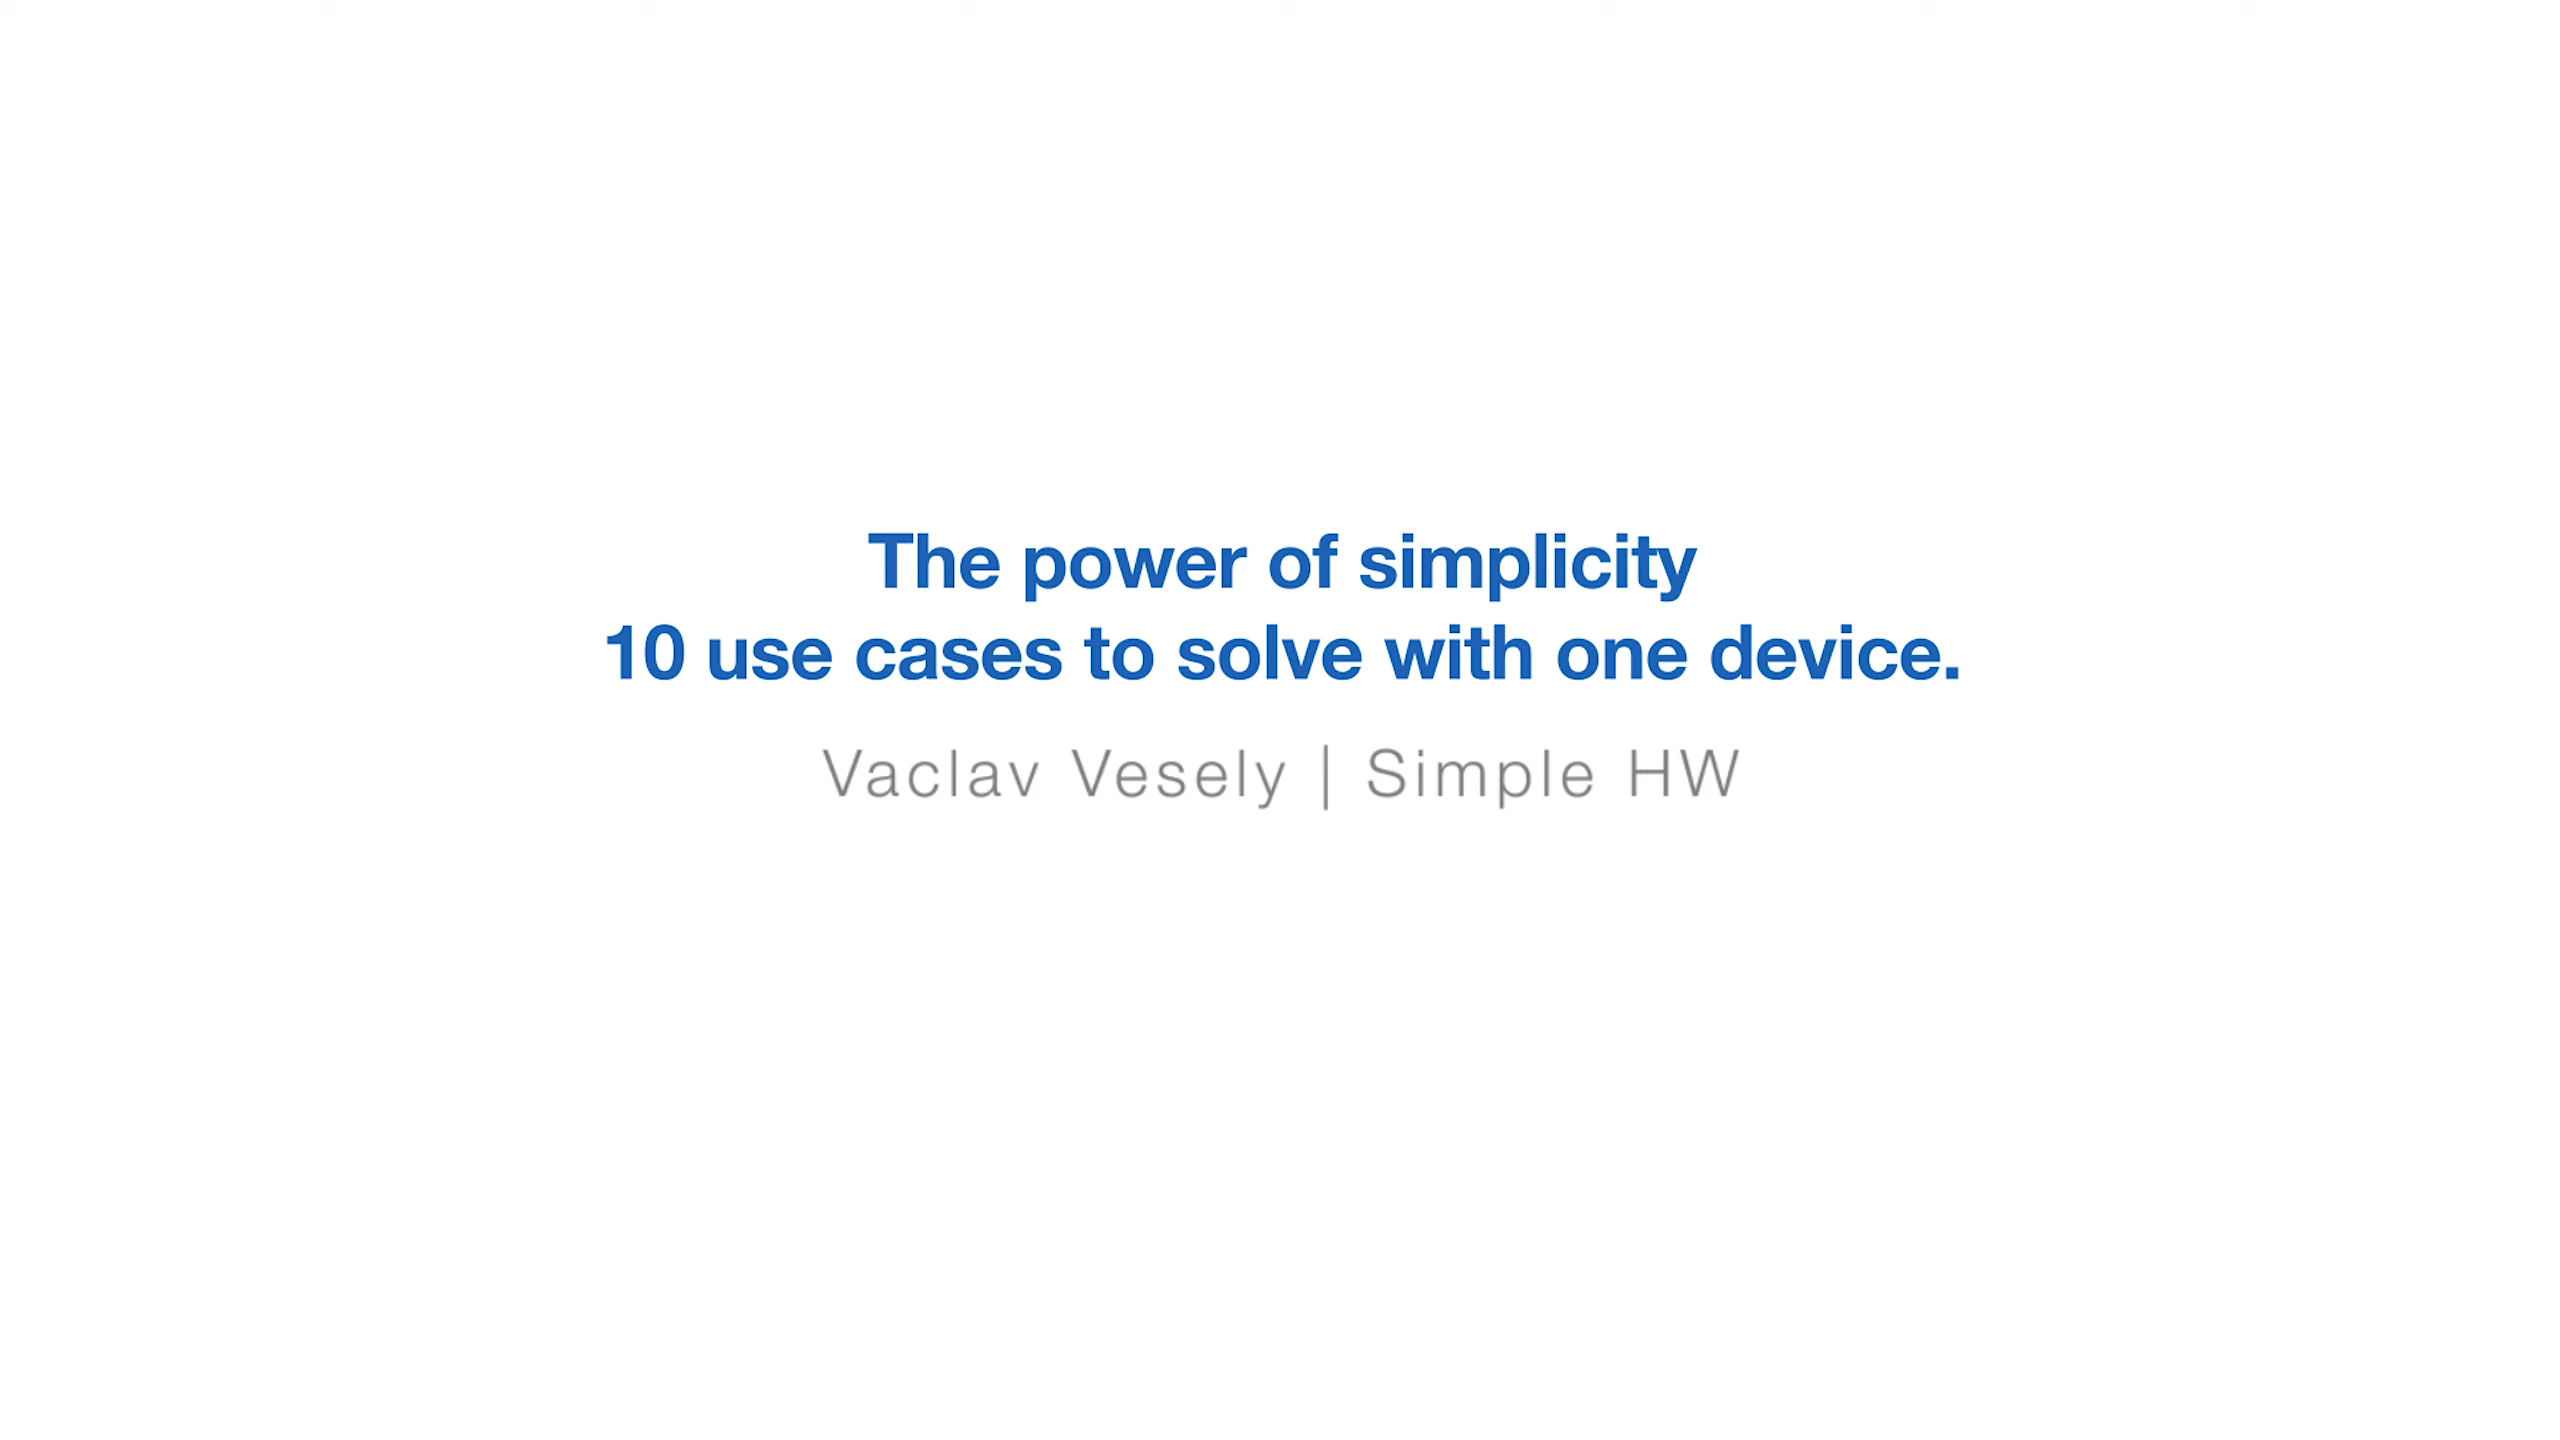 The power of simplicity
10 use cases to solve with one device.
Vaclav Vesely | Simple HW